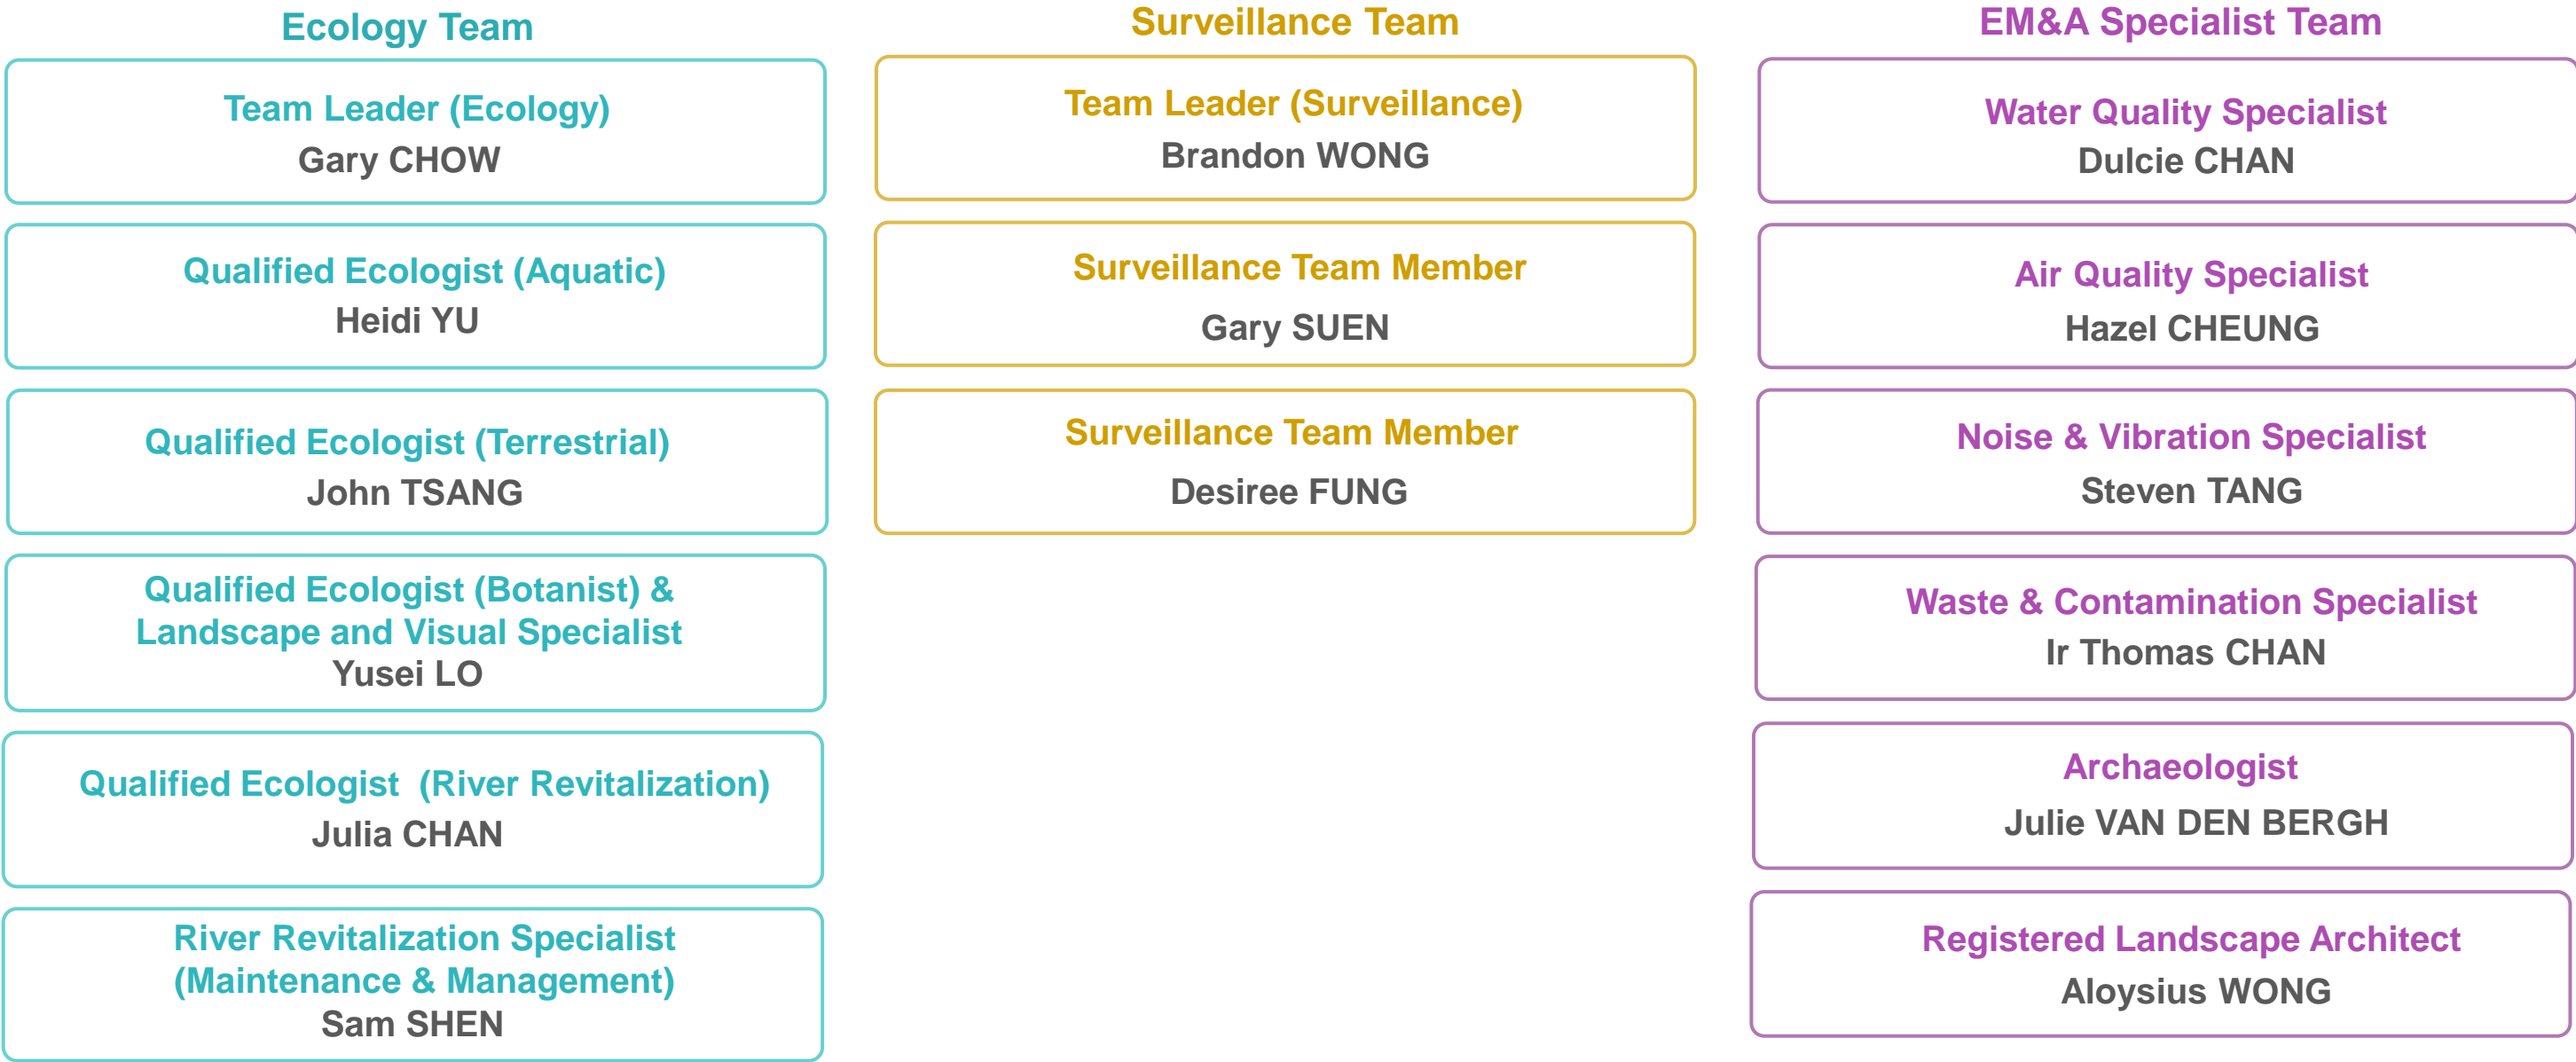 Ecology Team
Team Leader (Ecology)
Gary CHOW
Qualified Ecologist (Aquatic)
Heidi YU
Qualified Ecologist (Terrestrial)
John TSANG
Qualified Ecologist (Botanist) &
Landscape and Visual Specialist
Yusei LO
Qualified Ecologist (River Revitalization)
Julia CHAN
River Revitalization Specialist
(Maintenance & Management)
Sam SHEN
Surveillance Team
Team Leader (Surveillance)
Brandon WONG
Surveillance Team Member
Gary SUEN
Surveillance Team Member
Desiree FUNG
EM&A Specialist Team
Water Quality Specialist
Dulcie CHAN
Air Quality Specialist
Hazel CHEUNG
Noise & Vibration Specialist
Steven TANG
Waste & Contamination Specialist
Ir Thomas CHAN
Archaeologist
Julie VAN DEN BERGH
Registered Landscape Architect
Aloysius WONG